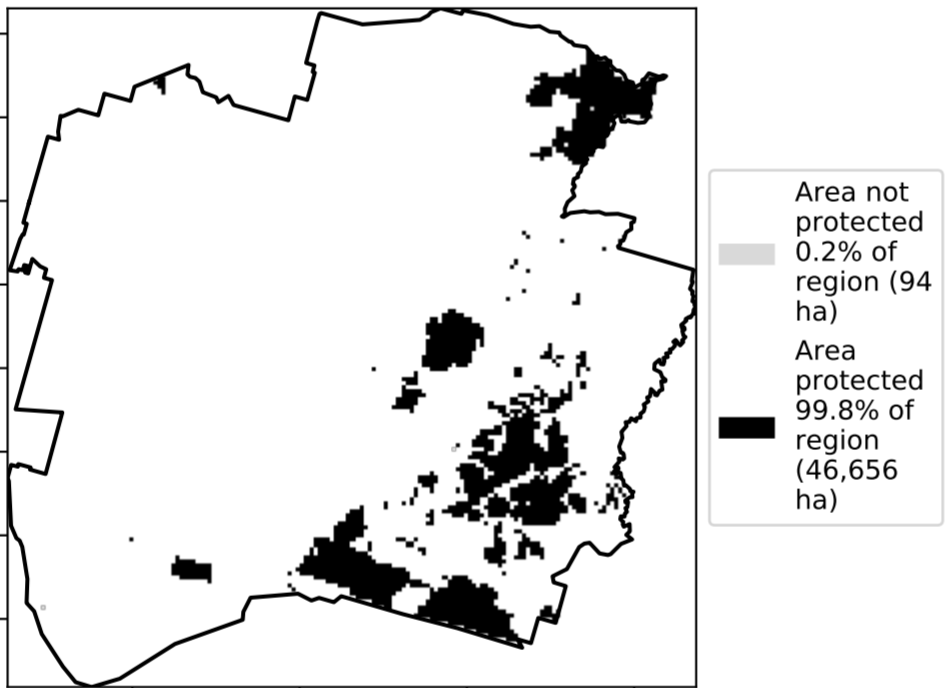 Area not
protected
0.2% of
region (94
ha)
Area
protected
99.8% of
region
(46,656
ha)